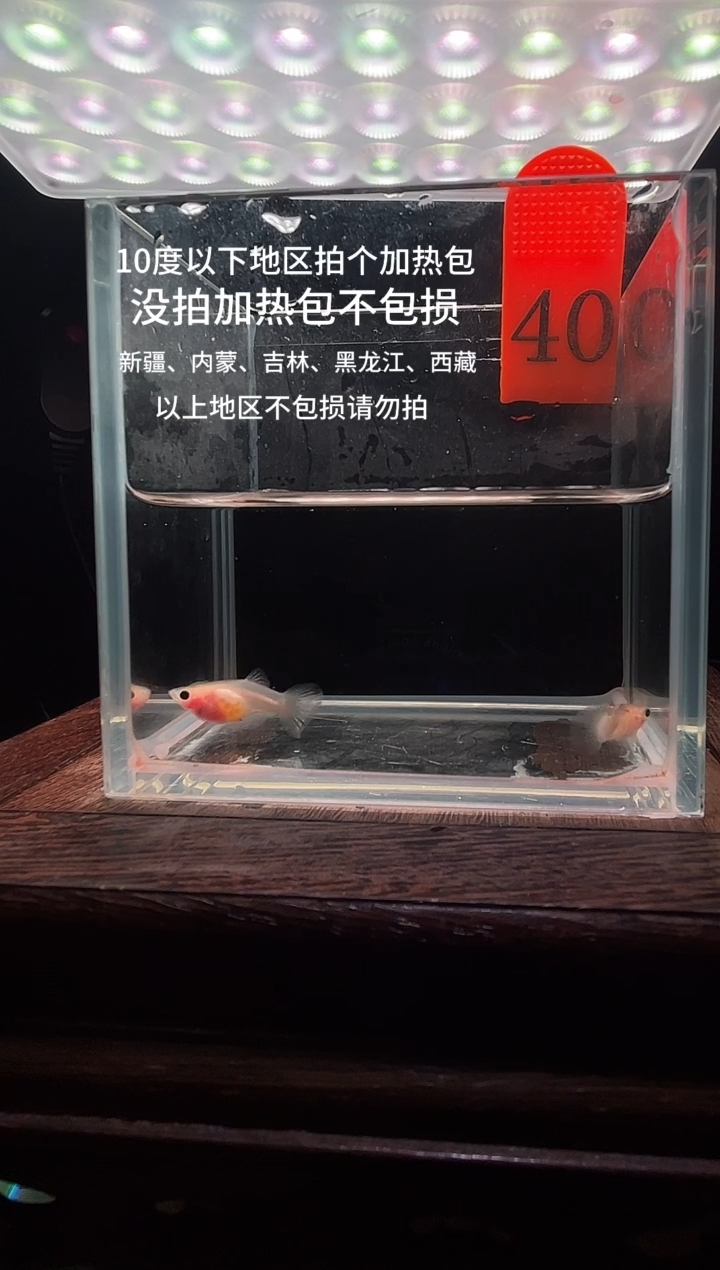 10度以下地区拍个加热包
没拍加热包不包损
400
新疆、内蒙、吉林、黑龙江、西藏
以上地区不包损请勿拍